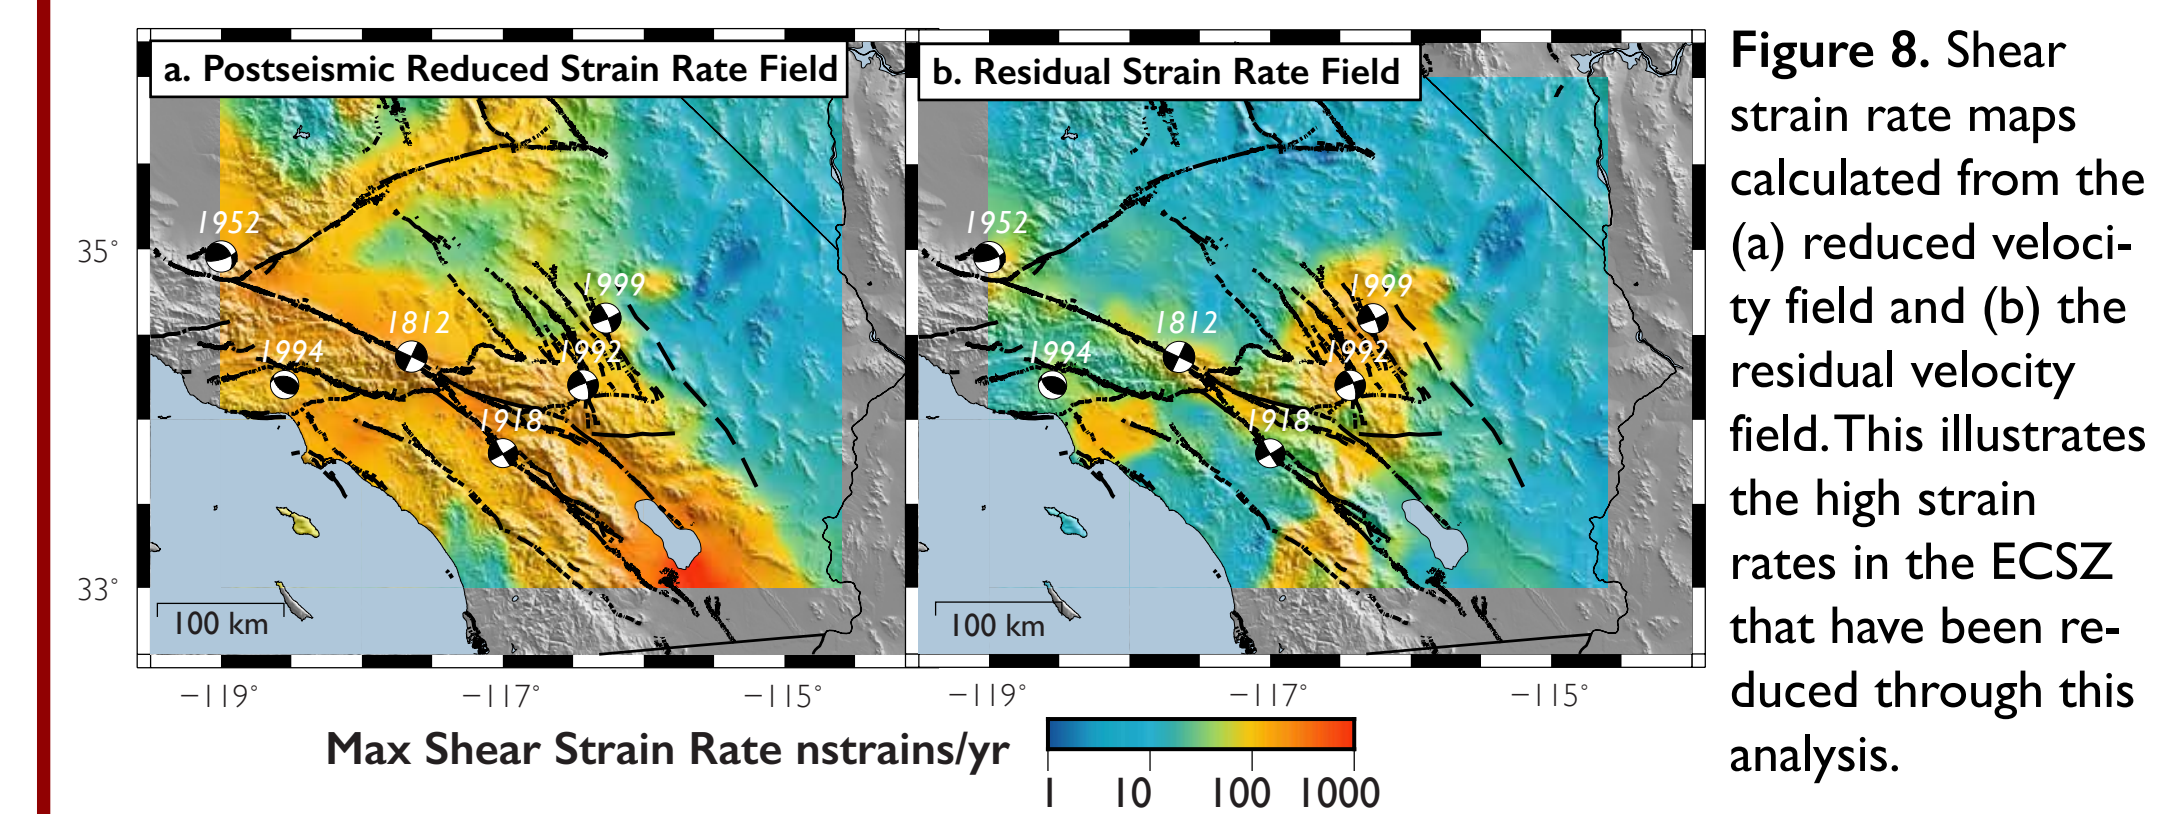 a. Postseismic Reduced Strain Rate Field
b. Residual Strain Rate Field
1952
1812
1994
1999
1992
1918
1952
1812
1994
1999
1992
1918
35°
33°
100 km
100 km
−119°
−117°
−115°
−119°
−117°
−115°
Max Shear Strain Rate nstrains/yr
1 10 100 1000
Figure 8. Shear
strain rate maps
calculated from the
(a) reduced veloci-
ty field and (b) the
residual velocity
field. This illustrates
the high strain
rates in the ECSZ
that have been re-
duced through this
analysis.